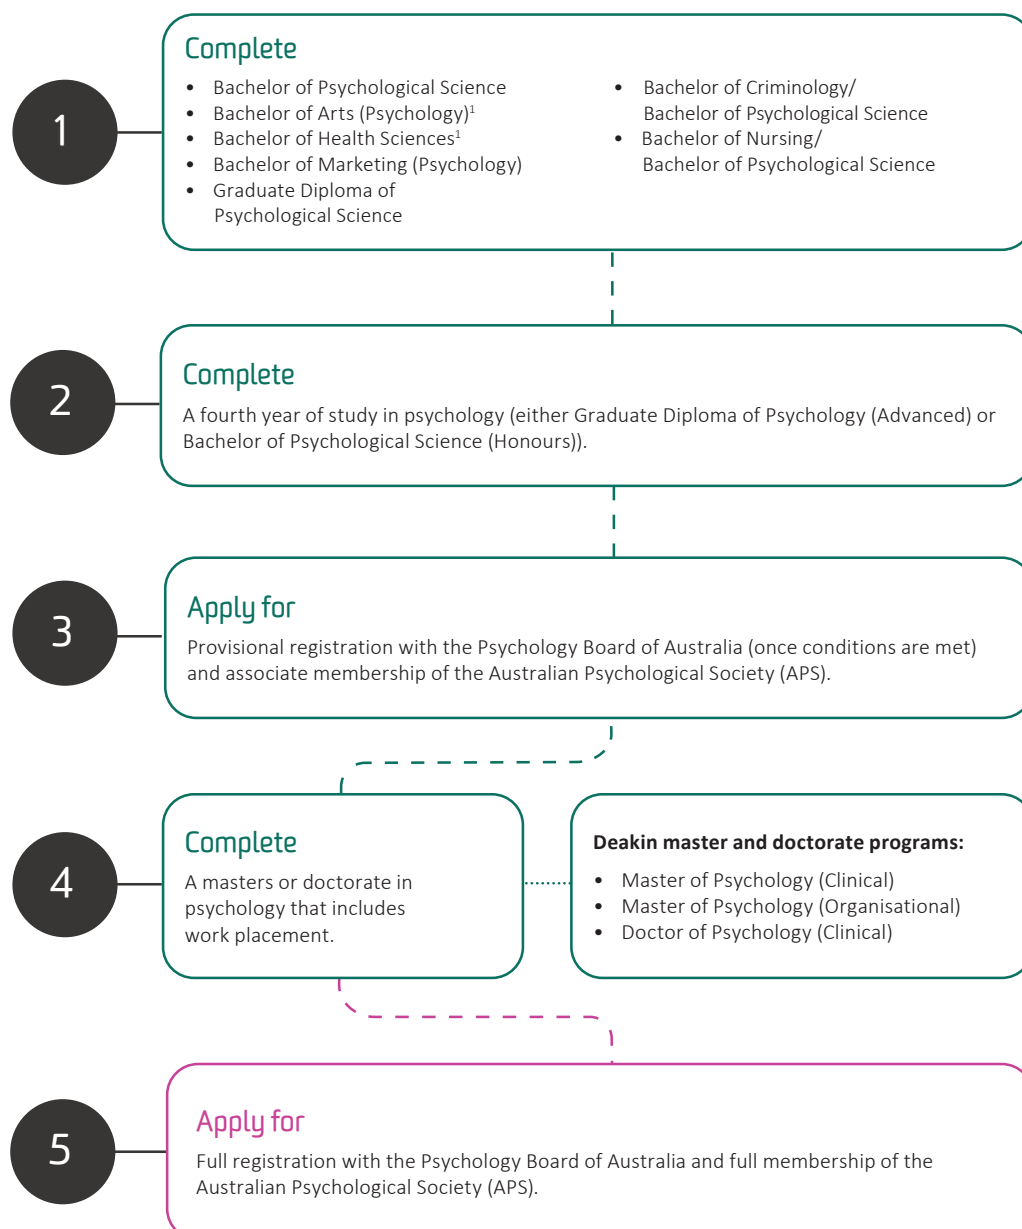 1
Complete
• Bachelor of Psychological Science
• Bachelor of Arts (Psychology)¹
• Bachelor of Health Sciences¹
• Bachelor of Marketing (Psychology)
• Graduate Diploma of
Psychological Science
• Bachelor of Criminology/
Bachelor of Psychological Science
• Bachelor of Nursing/
Bachelor of Psychological Science
2
Complete
A fourth year of study in psychology (either Graduate Diploma of Psychology (Advanced) or
Bachelor of Psychological Science (Honours)).
3
Apply for
Provisional registration with the Psychology Board of Australia (once conditions are met)
and associate membership of the Australian Psychological Society (APS).
4
Complete
A masters or doctorate in
psychology that includes
work placement.
Deakin master and doctorate programs:
• Master of Psychology (Clinical)
• Master of Psychology (Organisational)
• Doctor of Psychology (Clinical)
5
Apply for
Full registration with the Psychology Board of Australia and full membership of the
Australian Psychological Society (APS).